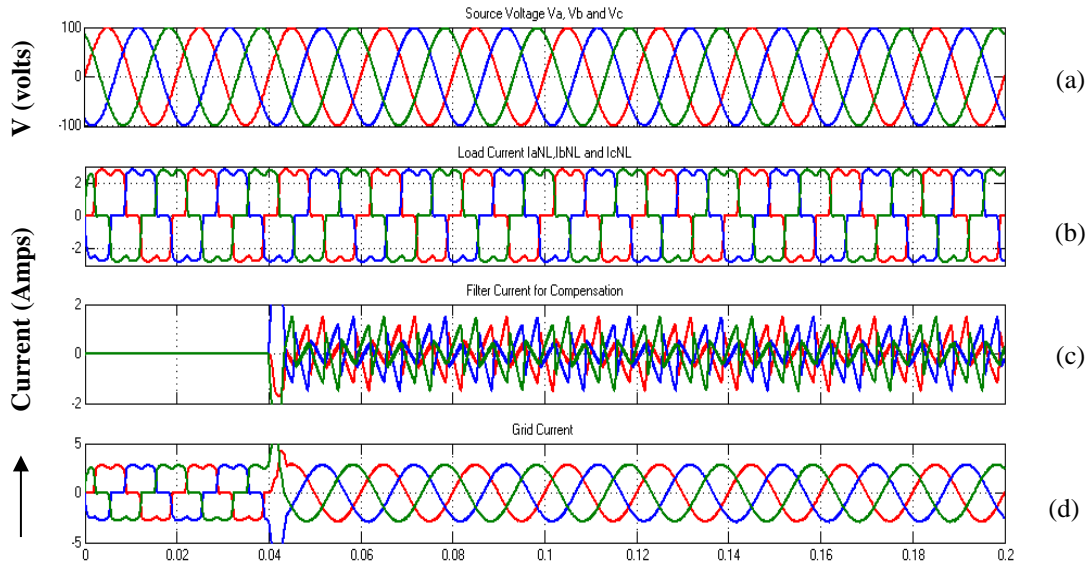 Source Voltage Va, Vb and Vc
V (volts)
100
0
-100
(a)
Load Current IaNL,IbNL and IcNL
2
0
-2
(b)
Current (Amps)
Filter Current for Compensation
2
0
-2
(c)
Grid Current
5
0
-5
(d)
0 0.02 0.04 0.06 0.08 0.1 0.12 0.14 0.16 0.18 0.2